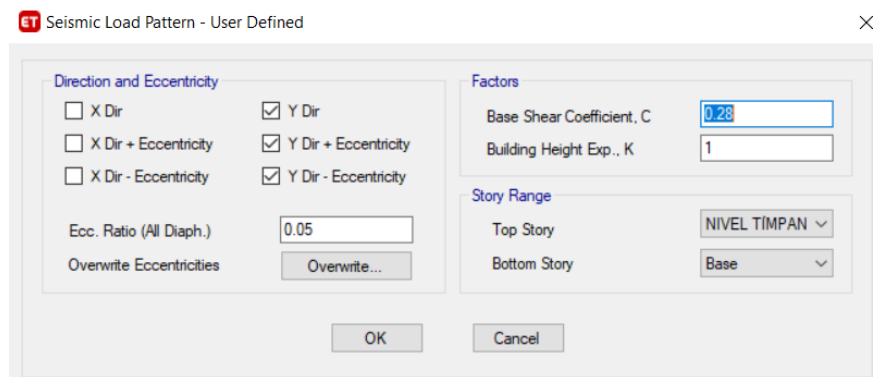 ET Seismic Load Pattern - User Defined
Direction and Eccentricity
X Dir
Y Dir
X Dir + Eccentricity
Y Dir + Eccentricity
X Dir - Eccentricity
Y Dir - Eccentricity
Ecc. Ratio (All Diaph.)
0.05
Overwrite Eccentricities
Overwrite...
Factors
Base Shear Coefficient, C
0.28
Building Height Exp., K
1
Story Range
Top Story
NIVEL TÍMPAN
Bottom Story
Base
OK
Cancel